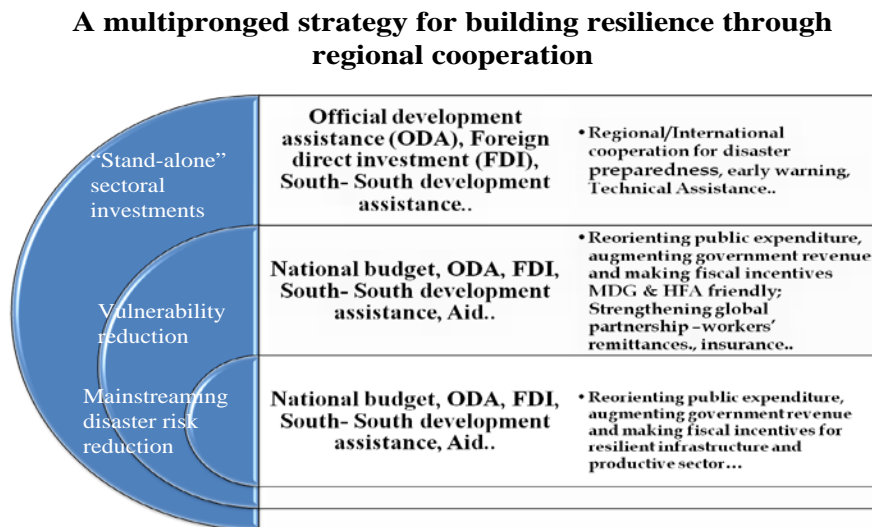 A multipronged strategy for building resilience through
regional cooperation
“Stand-alone”
sectoral
investments
Official development
assistance (ODA), Foreign
direct investment (FDI),
South- South development
assistance..
• Regional/International
cooperation for disaster
preparedness, early warning,
Technical Assistance..
Vulnerability
reduction
National budget, ODA, FDI,
South- South development
assistance, Aid..
• Reorienting public expenditure,
augmenting government revenue
and making fiscal incentives
MDG & HFA friendly;
Strengthening global
partnership –workers’
remittances., insurance..
Mainstreaming
disaster risk
reduction
National budget, ODA, FDI,
South- South development
assistance, Aid..
• Reorienting public expenditure,
augmenting government revenue
and making fiscal incentives for
resilient infrastructure and
productive sector…